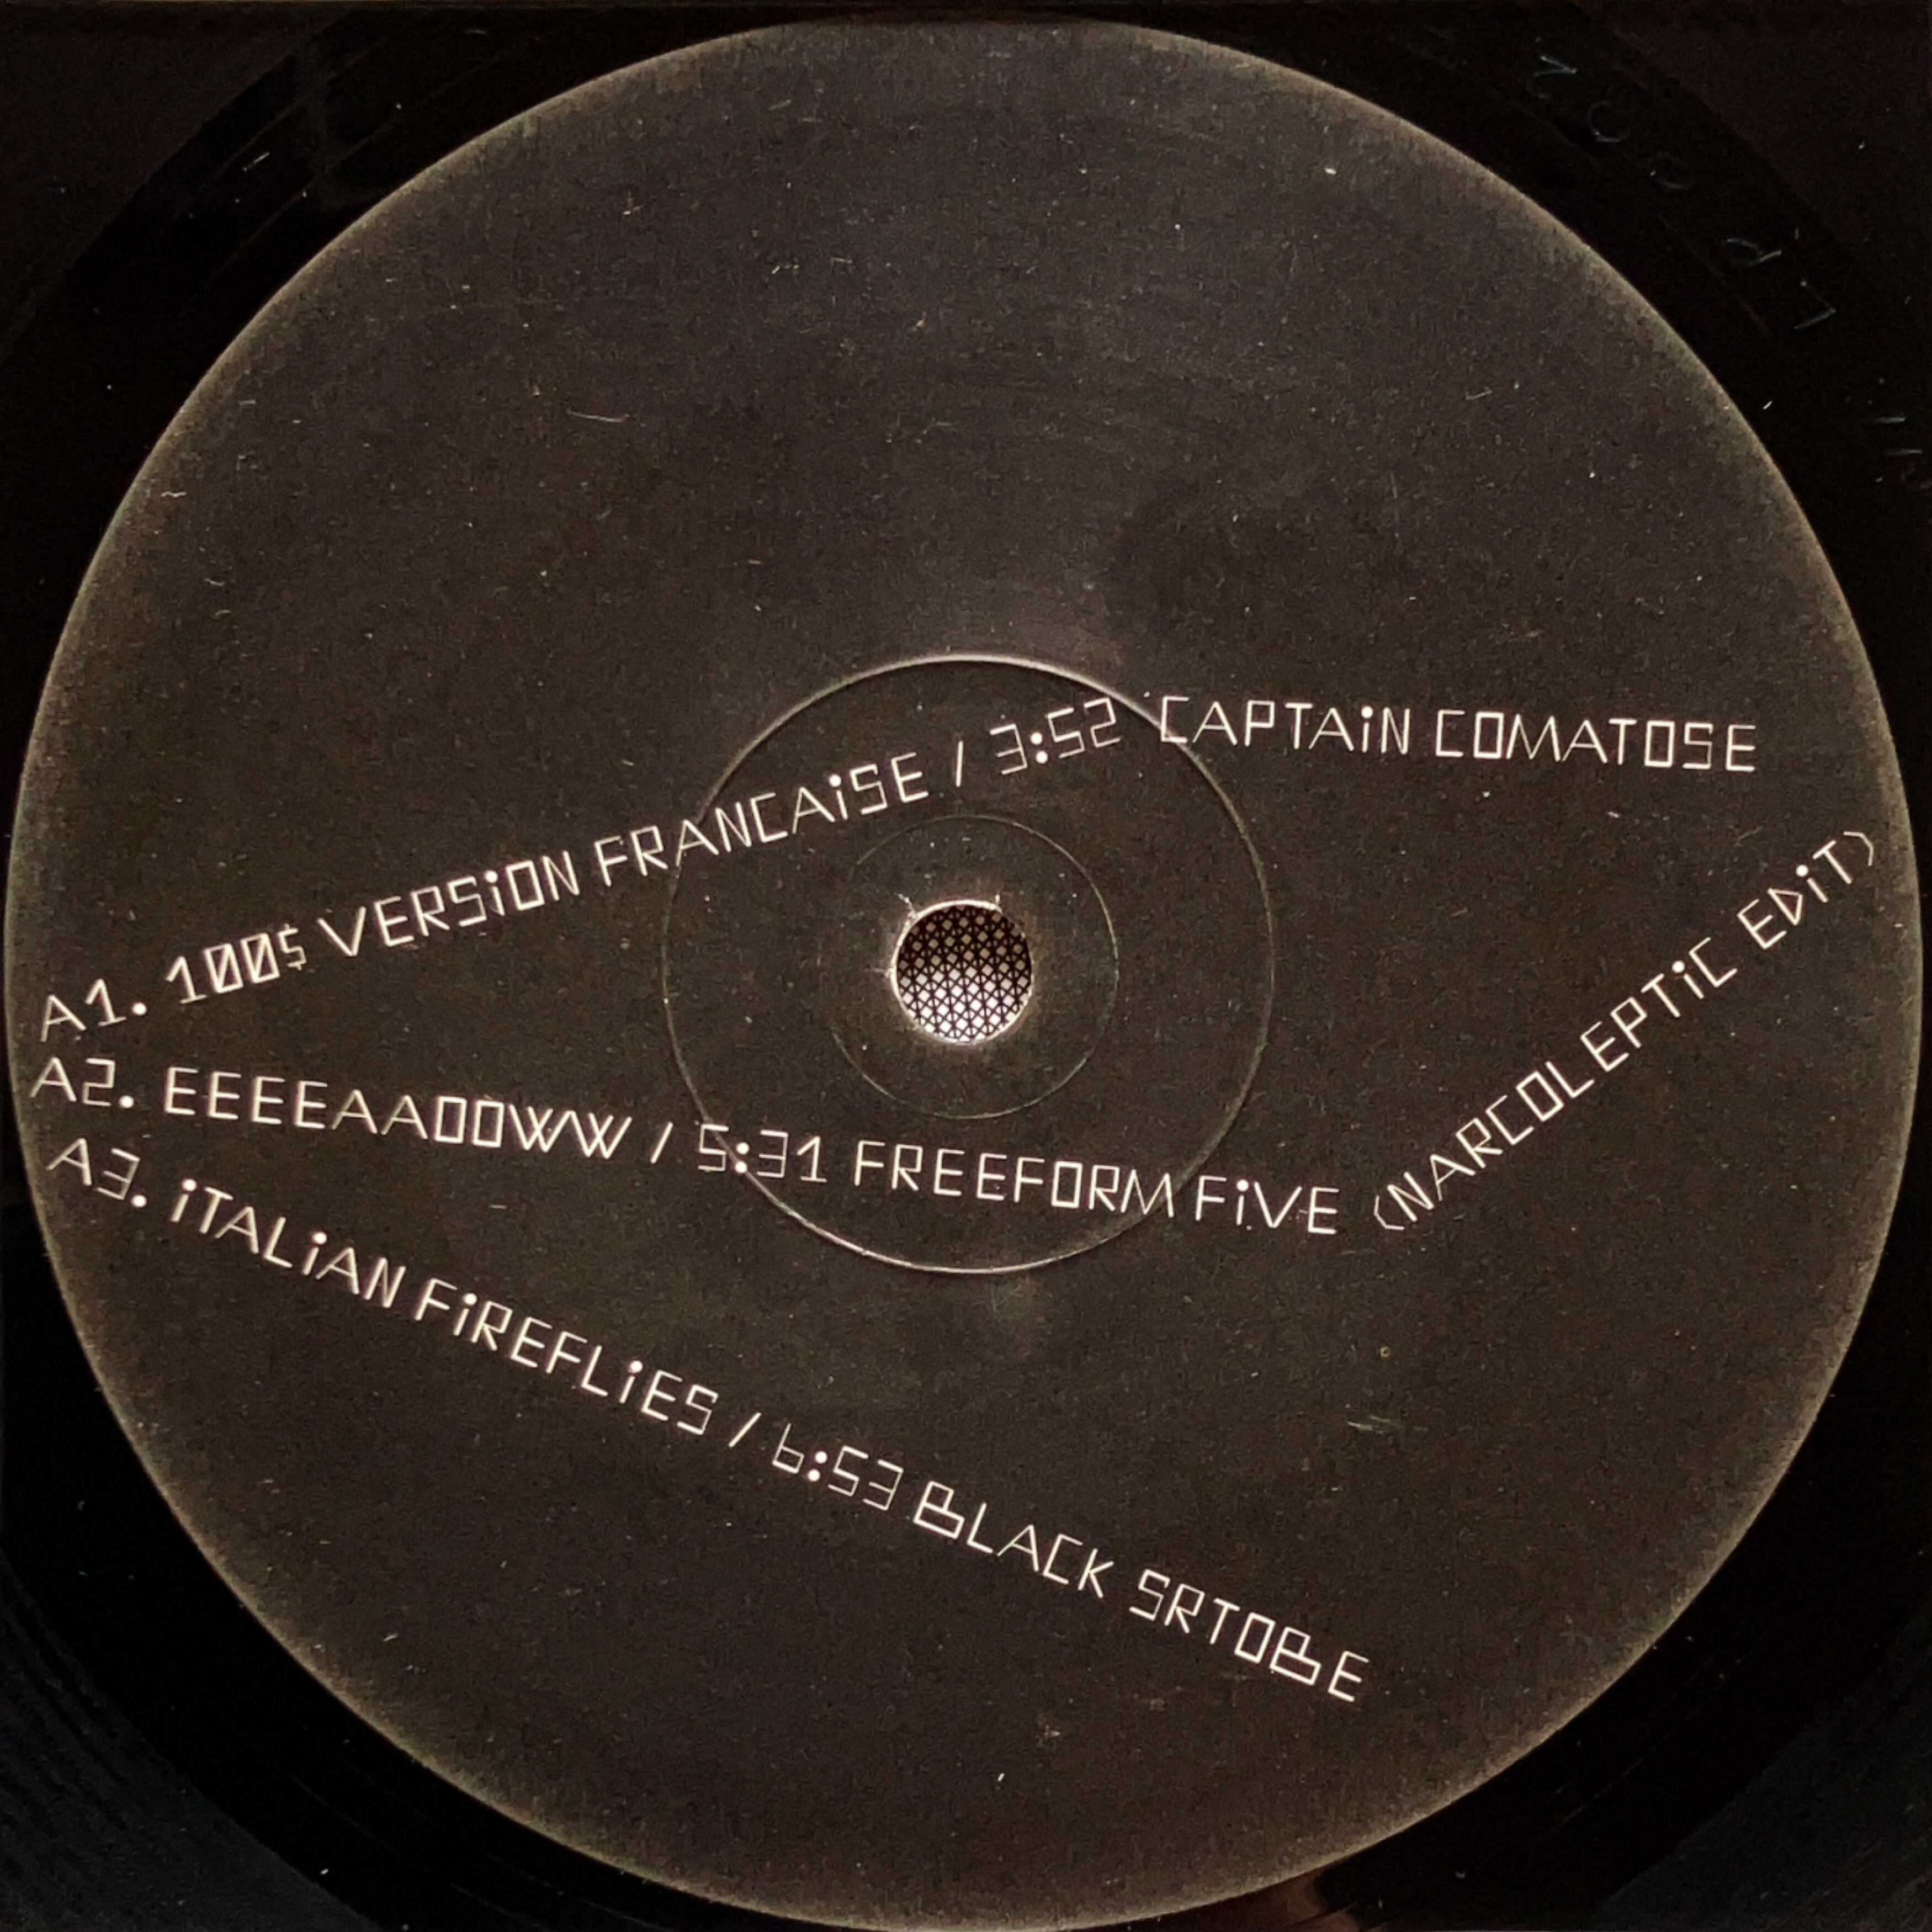 A1. 100$ VERSiON FRANCAiSE / 3:52 CAPTAiN COMATOSE
A2. EEEEAAOOWW / 5:31 FREEFORM FiVE (NARCOLEPTiC EDiT)
A3. iTALiAN FiREFLiES / 6:53 BLACK SRTOBE